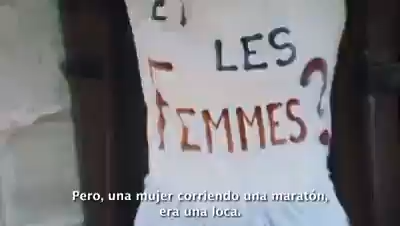 ET
LES
FEMMES?
Pero, una mujer corriendo una maratón,
era una loca.